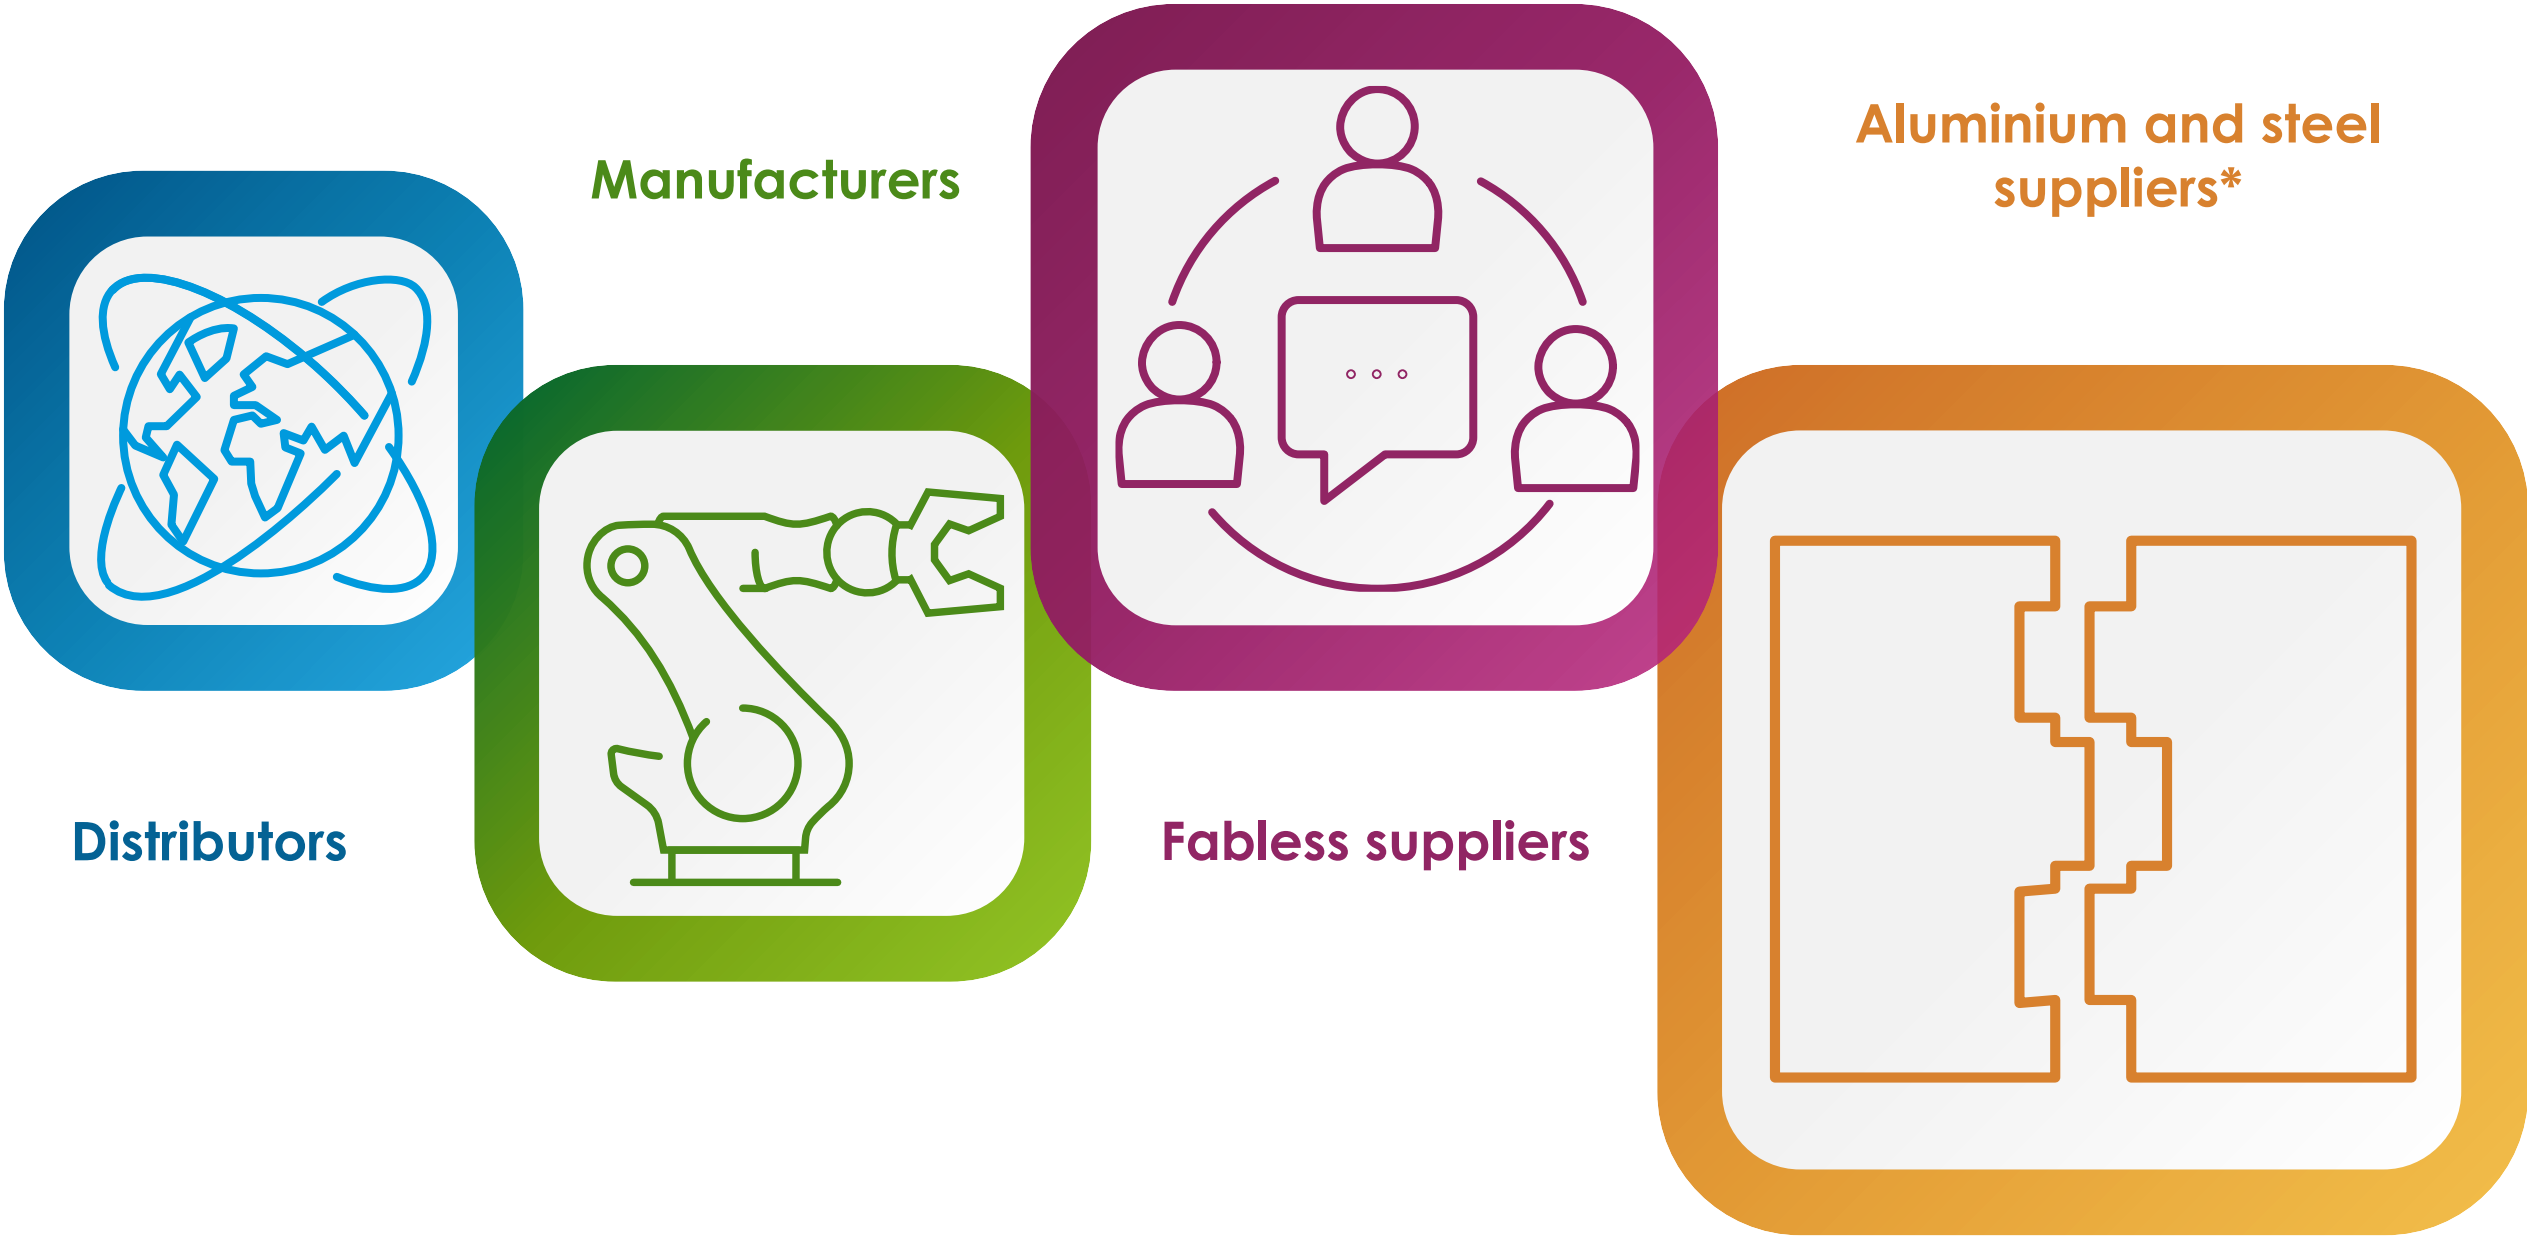 Distributors
Manufacturers
Fabless suppliers
Aluminium and steel
suppliers*